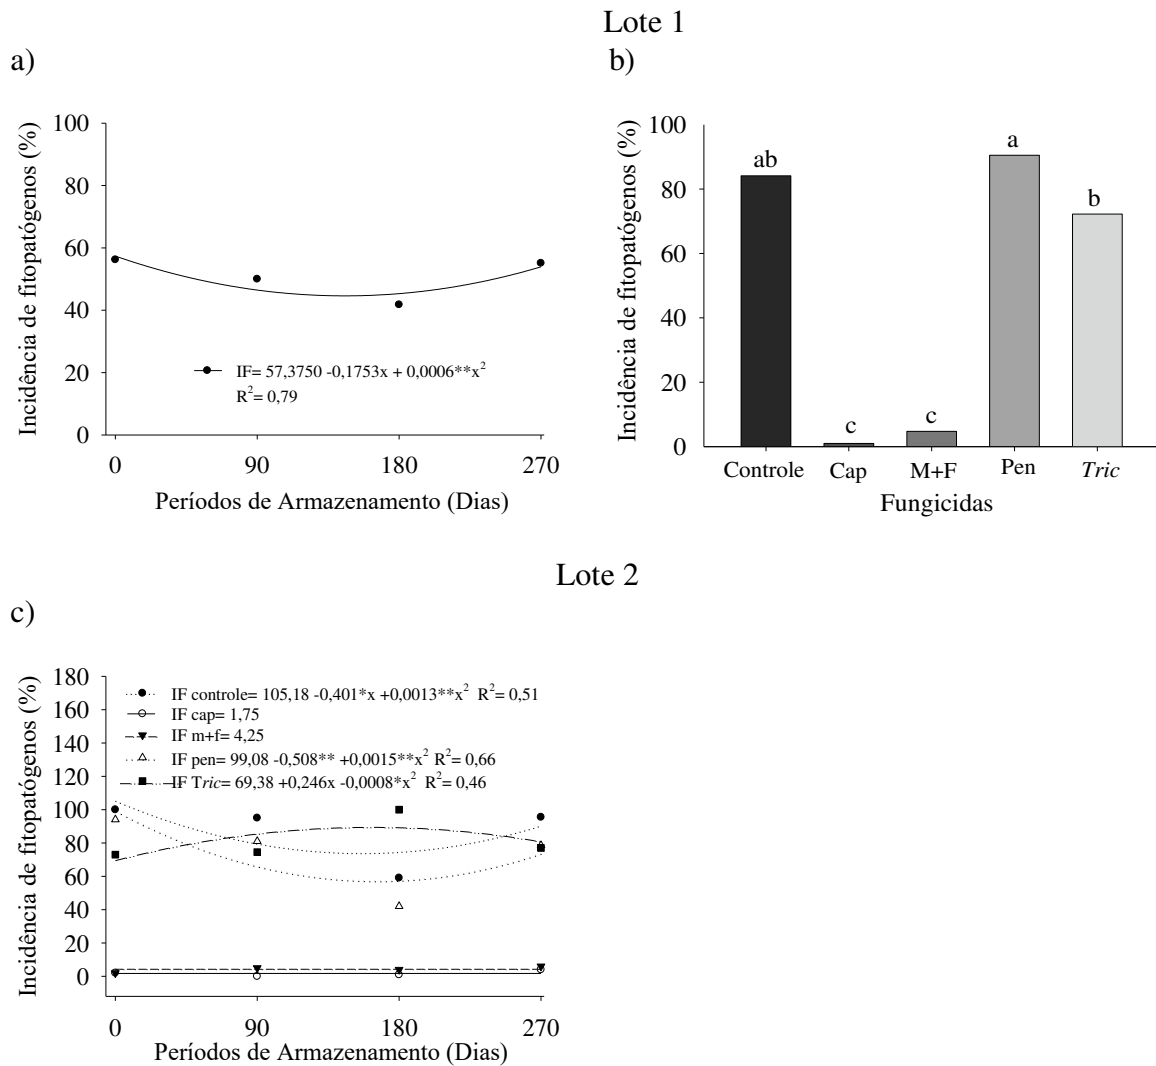 Lote 1
a)
Incidência de fitopatógenos (%)
100
80
60
40
20
0
IF= 57,3750 -0,1753x + 0,0006**x²
R²= 0,79
0 90 180 270
Períodos de Armazenamento (Dias)
b)
Incidência de fitopatógenos (%)
100
80
60
40
20
0
ab
c
c
a
b
Controle Cap M+F Pen Tric
Fungicidas
Lote 2
c)
Incidência de fitopatógenos (%)
180
160
140
120
100
80
60
40
20
0
IF controle= 105,18 -0,401*x +0,0013**x² R²= 0,51
IF cap= 1,75
IF m+f= 4,25
IF pen= 99,08 -0,508** +0,0015**x² R²= 0,66
IF Tric= 69,38 +0,246x -0,0008*x² R²= 0,46
0 90 180 270
Períodos de Armazenamento (Dias)